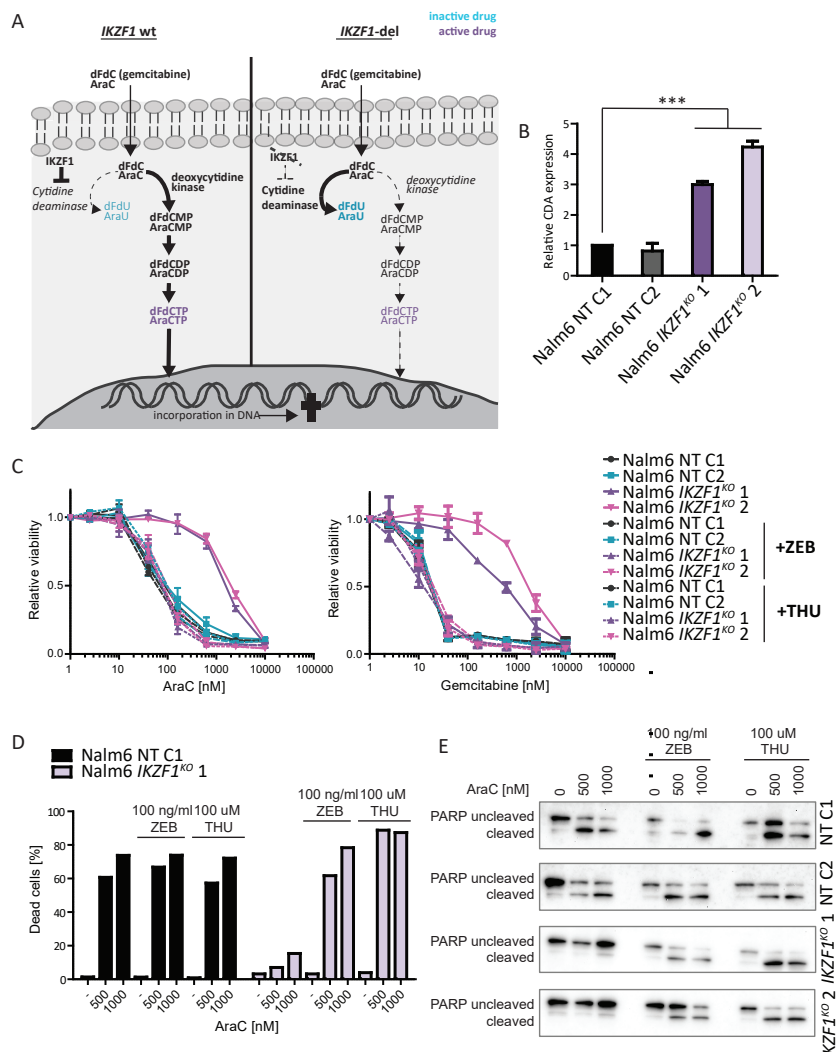 A
IKZF1 wt
IKZF1-del
inactive drug
active drug
dFdC (gemcitabine)
AraC
IKZF1
Cytidine
deaminase
dFdC
AraC
deoxycytidine
kinase
dFdU
AraU
dFdCMP
AraCMP
dFdCDP
AraCDP
dFdCTP
AraCTP
dFdC (gemcitabine)
AraC
IKZF1
Cytidine
deaminase
dFdC
AraC
deoxycytidine
kinase
dFdU
AraU
dFdCMP
AraCMP
dFdCDP
AraCDP
dFdCTP
AraCTP
incorporation in DNA
B
***
Relative CDA expression
5
4
3
2
1
0
Nalm6 NT C1
Nalm6 NT C2
Nalm6 IKZF1KO 1
Nalm6 IKZF1KO 2
C
Relative viability
1.0
0.5
0.0
1 10 100 1000 10000 100000
AraC [nM]
Relative viability
1.0
0.5
0.0
1 10 100 1000 10000 100000
Gemcitabine [nM]
Nalm6 NT C1
Nalm6 NT C2
Nalm6 IKZF1KO 1
Nalm6 IKZF1KO 2
Nalm6 NT C1
Nalm6 NT C2
Nalm6 IKZF1KO 1
Nalm6 IKZF1KO 2
+ZEB
Nalm6 NT C1
Nalm6 NT C2
Nalm6 IKZF1KO 1
Nalm6 IKZF1KO 2
+THU
D
Nalm6 NT C1
Nalm6 IKZF1KO 1
100 ng/ml
ZEB
100 uM
THU
100 ng/ml
ZEB
100 uM
THU
Dead cells [%]
100
80
60
40
20
0
- 500 1000 - 500 1000 - 500 1000 - 500 1000 - 500 1000 - 500 1000
AraC [nM]
E
100 ng/ml
ZEB
100 uM
THU
AraC [nM] 0 500 1000 0 500 1000 0 500 1000
PARP uncleaved
cleaved
NT C1
PARP uncleaved
cleaved
NT C2
PARP uncleaved
cleaved
IKZF1KO 1
PARP uncleaved
cleaved
KZF1KO 2